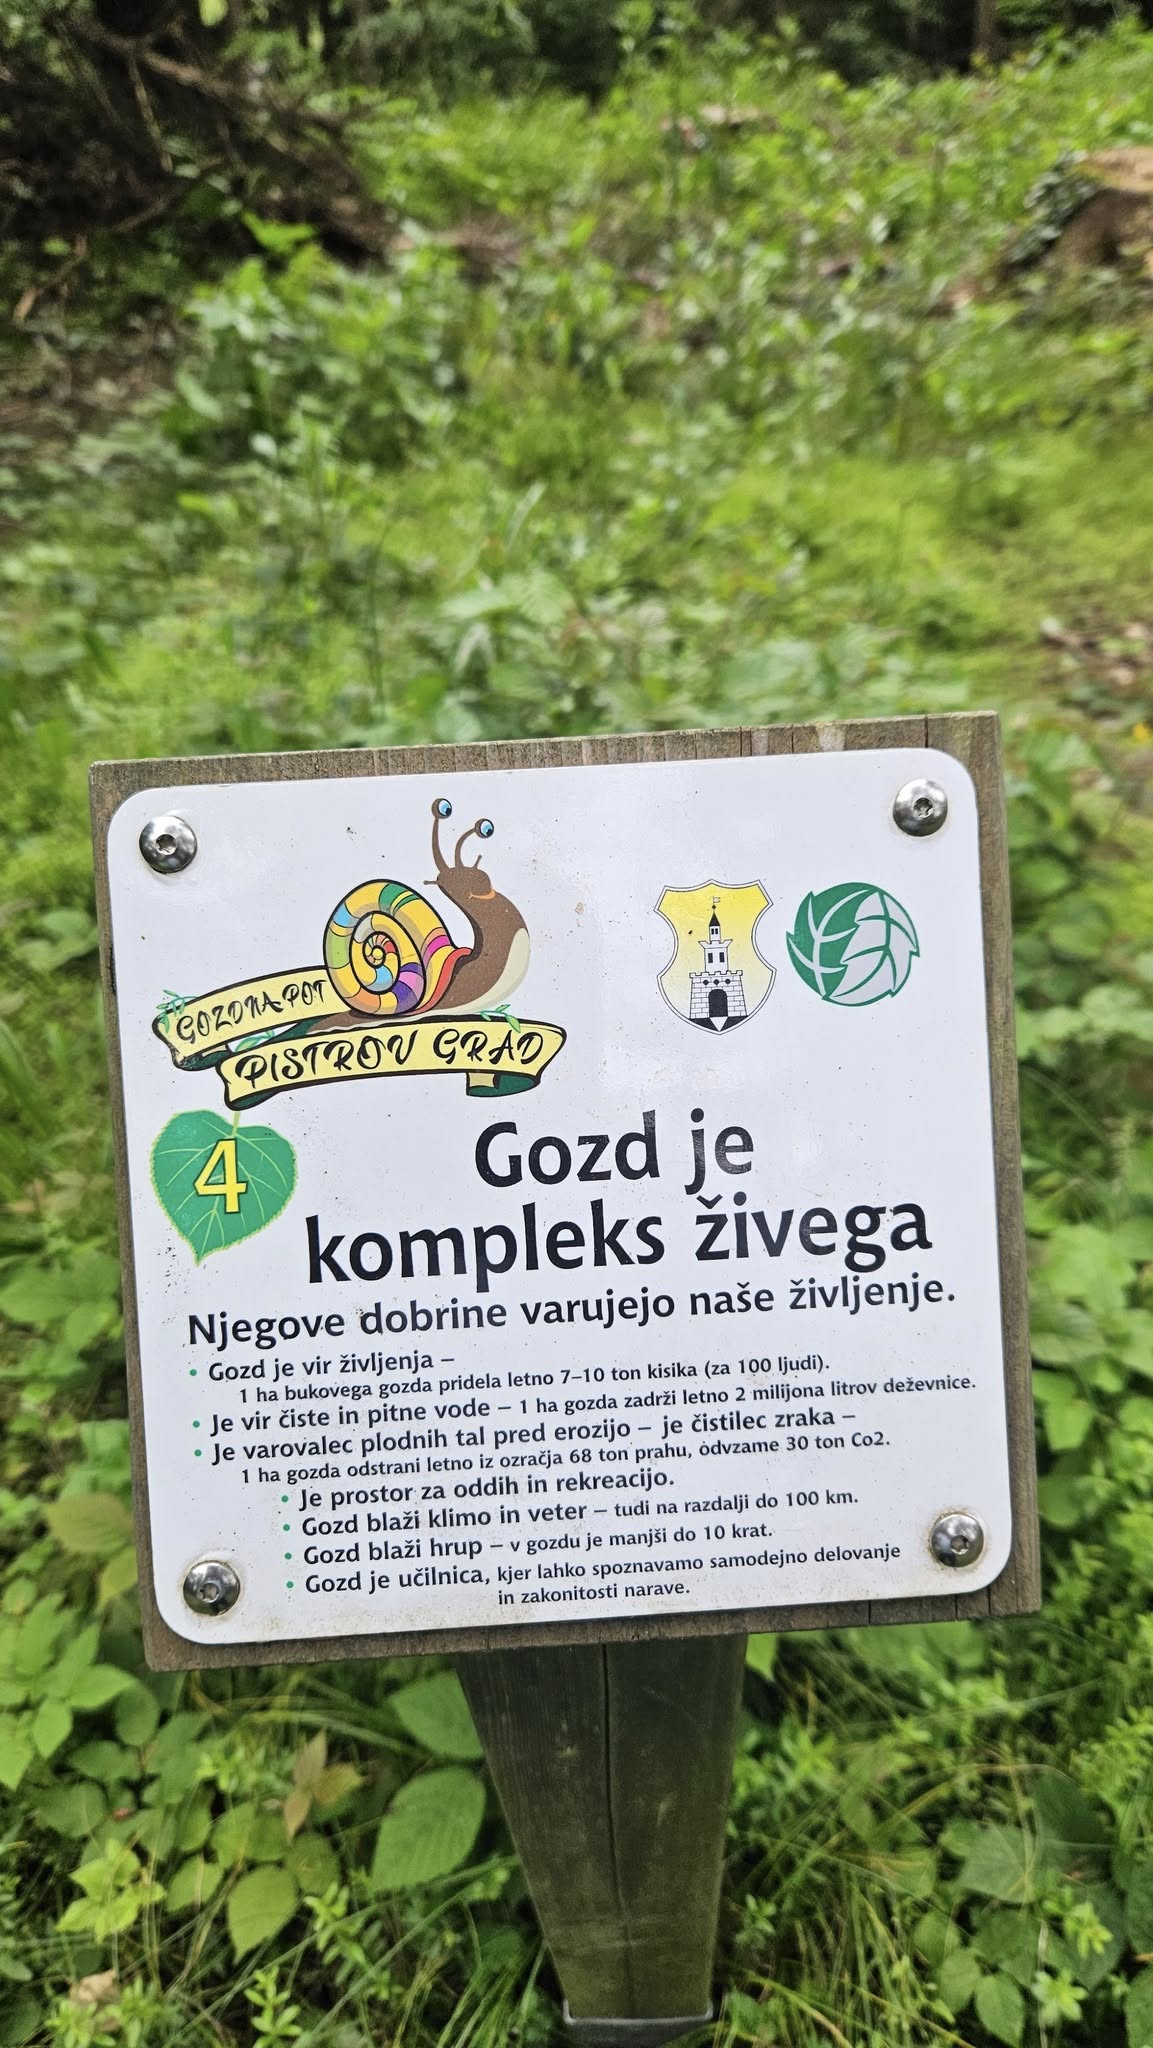 GOZDNA POT
PISTROV GRAD
4
Gozd je
kompleks živega
Njegove dobrine varujejo naše življenje.
• Gozd je vir življenja –
1 ha bukovega gozda pridela letno 7–10 ton kisika (za 100 ljudi).
• Je vir čiste in pitne vode – 1 ha gozda zadrži letno 2 milijona litrov deževnice.
• Je varovalec plodnih tal pred erozijo – je čistilec zraka –
1 ha gozda odstrani letno iz ozračja 68 ton prahu, odvzame 30 ton Co2.
• Je prostor za oddih in rekreacijo.
• Gozd blaži klimo in veter – tudi na razdalji do 100 km.
• Gozd blaži hrup – v gozdu je manjši do 10 krat.
• Gozd je učilnica, kjer lahko spoznavamo samodejno delovanje
in zakonitosti narave.